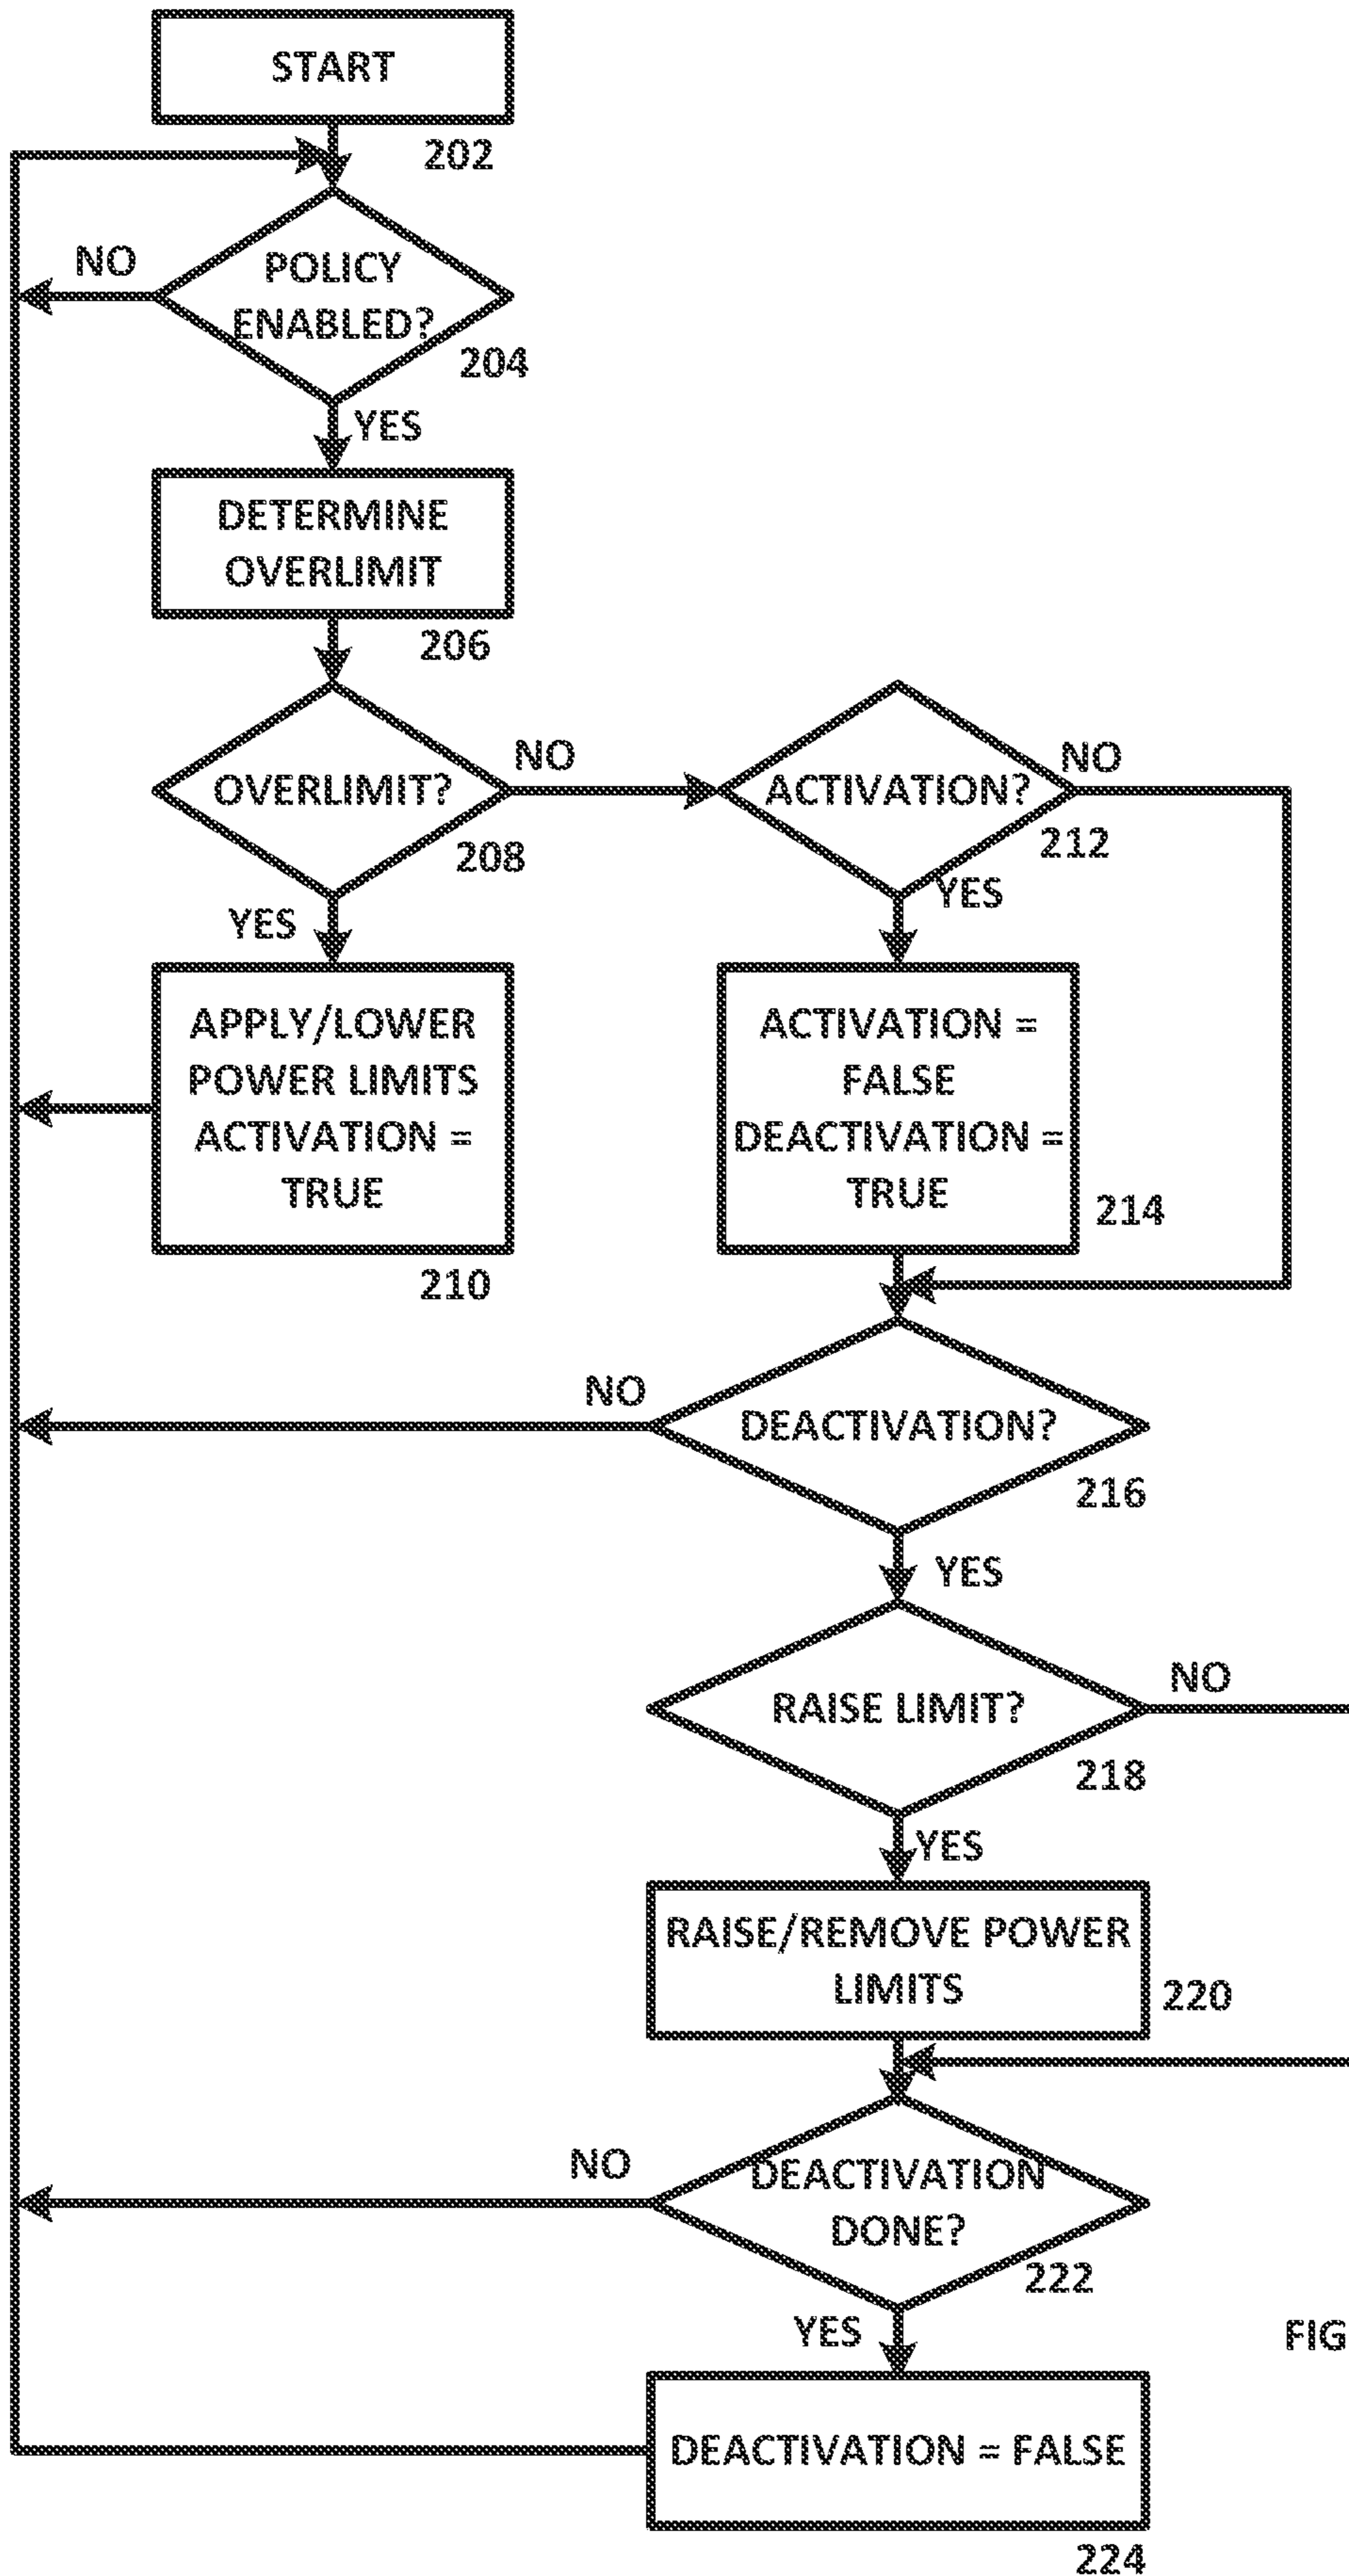 START
202
NO
POLICY
ENABLED?
204
YES
DETERMINE
OVERLIMIT
206
OVERLIMIT?
NO
208
YES
ACTIVATION?
NO
212
YES
APPLY/LOWER
POWER LIMITS
ACTIVATION =
TRUE
210
ACTIVATION =
FALSE
DEACTIVATION =
TRUE
214
NO
DEACTIVATION?
216
YES
RAISE LIMIT?
NO
218
YES
RAISE/REMOVE POWER
LIMITS
220
NO
DEACTIVATION
DONE?
222
YES
FIG
DEACTIVATION = FALSE
224